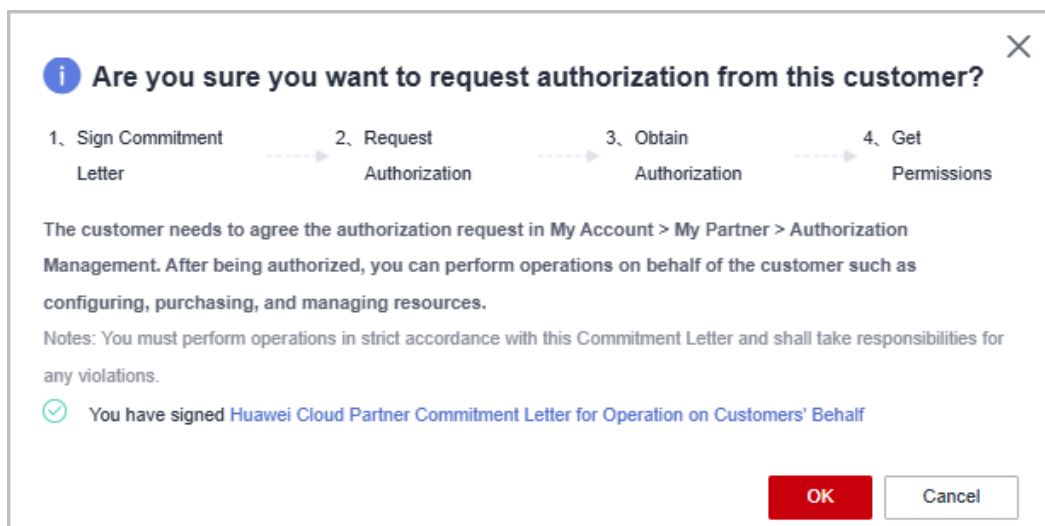 i Are you sure you want to request authorization from this customer?
1、Sign Commitment Letter
2、Request Authorization
3、Obtain Authorization
4、Get Permissions
The customer needs to agree the authorization request in My Account > My Partner > Authorization
Management. After being authorized, you can perform operations on behalf of the customer such as
configuring, purchasing, and managing resources.
Notes: You must perform operations in strict accordance with this Commitment Letter and shall take responsibilities for
any violations.
You have signed Huawei Cloud Partner Commitment Letter for Operation on Customers' Behalf
OK Cancel